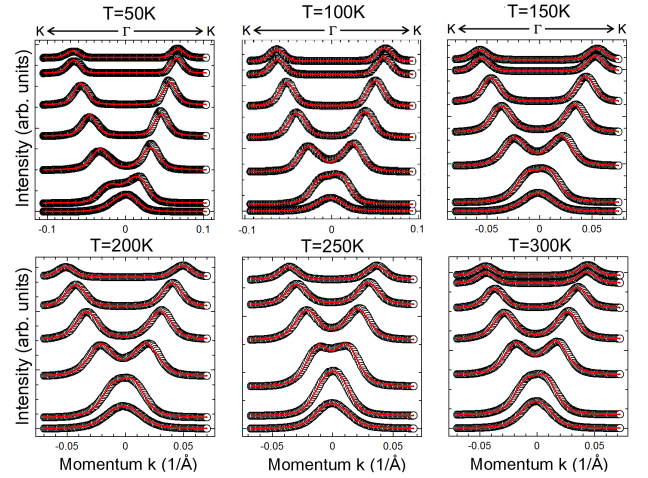 T=50K
T=100K
T=150K
K Γ K
K Γ K
K Γ K
Intensity (arb. units)
-0.1 0 0.1
-0.1 0 0.1
-0.05 0 0.05
T=200K
T=250K
T=300K
Intensity (arb. units)
-0.05 0 0.05
-0.05 0 0.05
-0.05 0 0.05
Momentum k (1/Å)
Momentum k (1/Å)
Momentum k (1/Å)